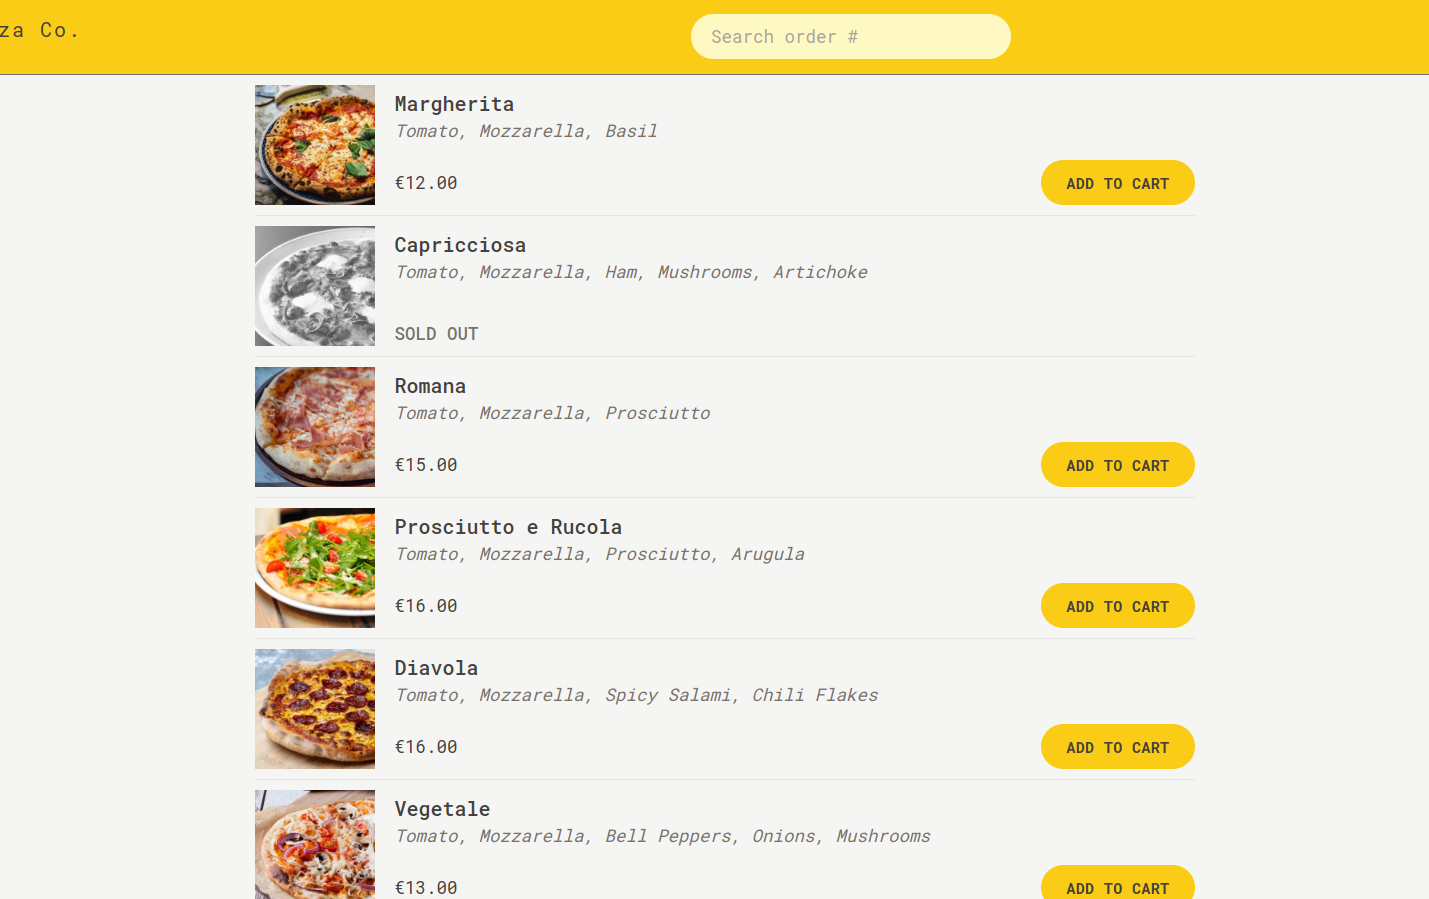 za Co.
Search order #
Margherita
Tomato, Mozzarella, Basil
€12.00
ADD TO CART
Capricciosa
Tomato, Mozzarella, Ham, Mushrooms, Artichoke
SOLD OUT
Romana
Tomato, Mozzarella, Prosciutto
€15.00
ADD TO CART
Prosciutto e Rucola
Tomato, Mozzarella, Prosciutto, Arugula
€16.00
ADD TO CART
Diavola
Tomato, Mozzarella, Spicy Salami, Chili Flakes
€16.00
ADD TO CART
Vegetale
Tomato, Mozzarella, Bell Peppers, Onions, Mushrooms
€13.00
ADD TO CART